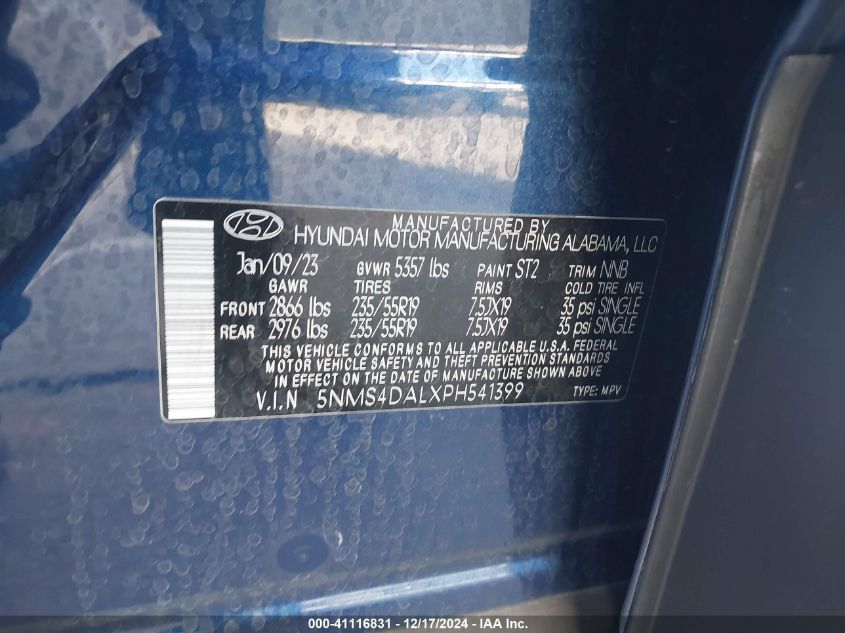 MANUFACTURED BY
HYUNDAI MOTOR MANUFACTURING ALABAMA, LLC
Jan/09/23 GVWR 5357 lbs PAINT ST2 TRIM NNB
GAWR TIRES RIMS COLD TIRE INFL
FRONT 2866 lbs 235/55R19 7.57X19 35 psi SINGLE
REAR 2976 lbs 235/55R19 7.57X19 35 psi SINGLE
THIS VEHICLE CONFORMS TO ALL APPLICABLE U.S.A. FEDERAL
MOTOR VEHICLE SAFETY AND THEFT PREVENTION STANDARDS
IN EFFECT ON THE DATE OF MANUFACTURE SHOWN ABOVE
V.I.N 5NMS4DALXPH541399 TYPE: MPV
000-41116831 - 12/17/2024 - IAA Inc.